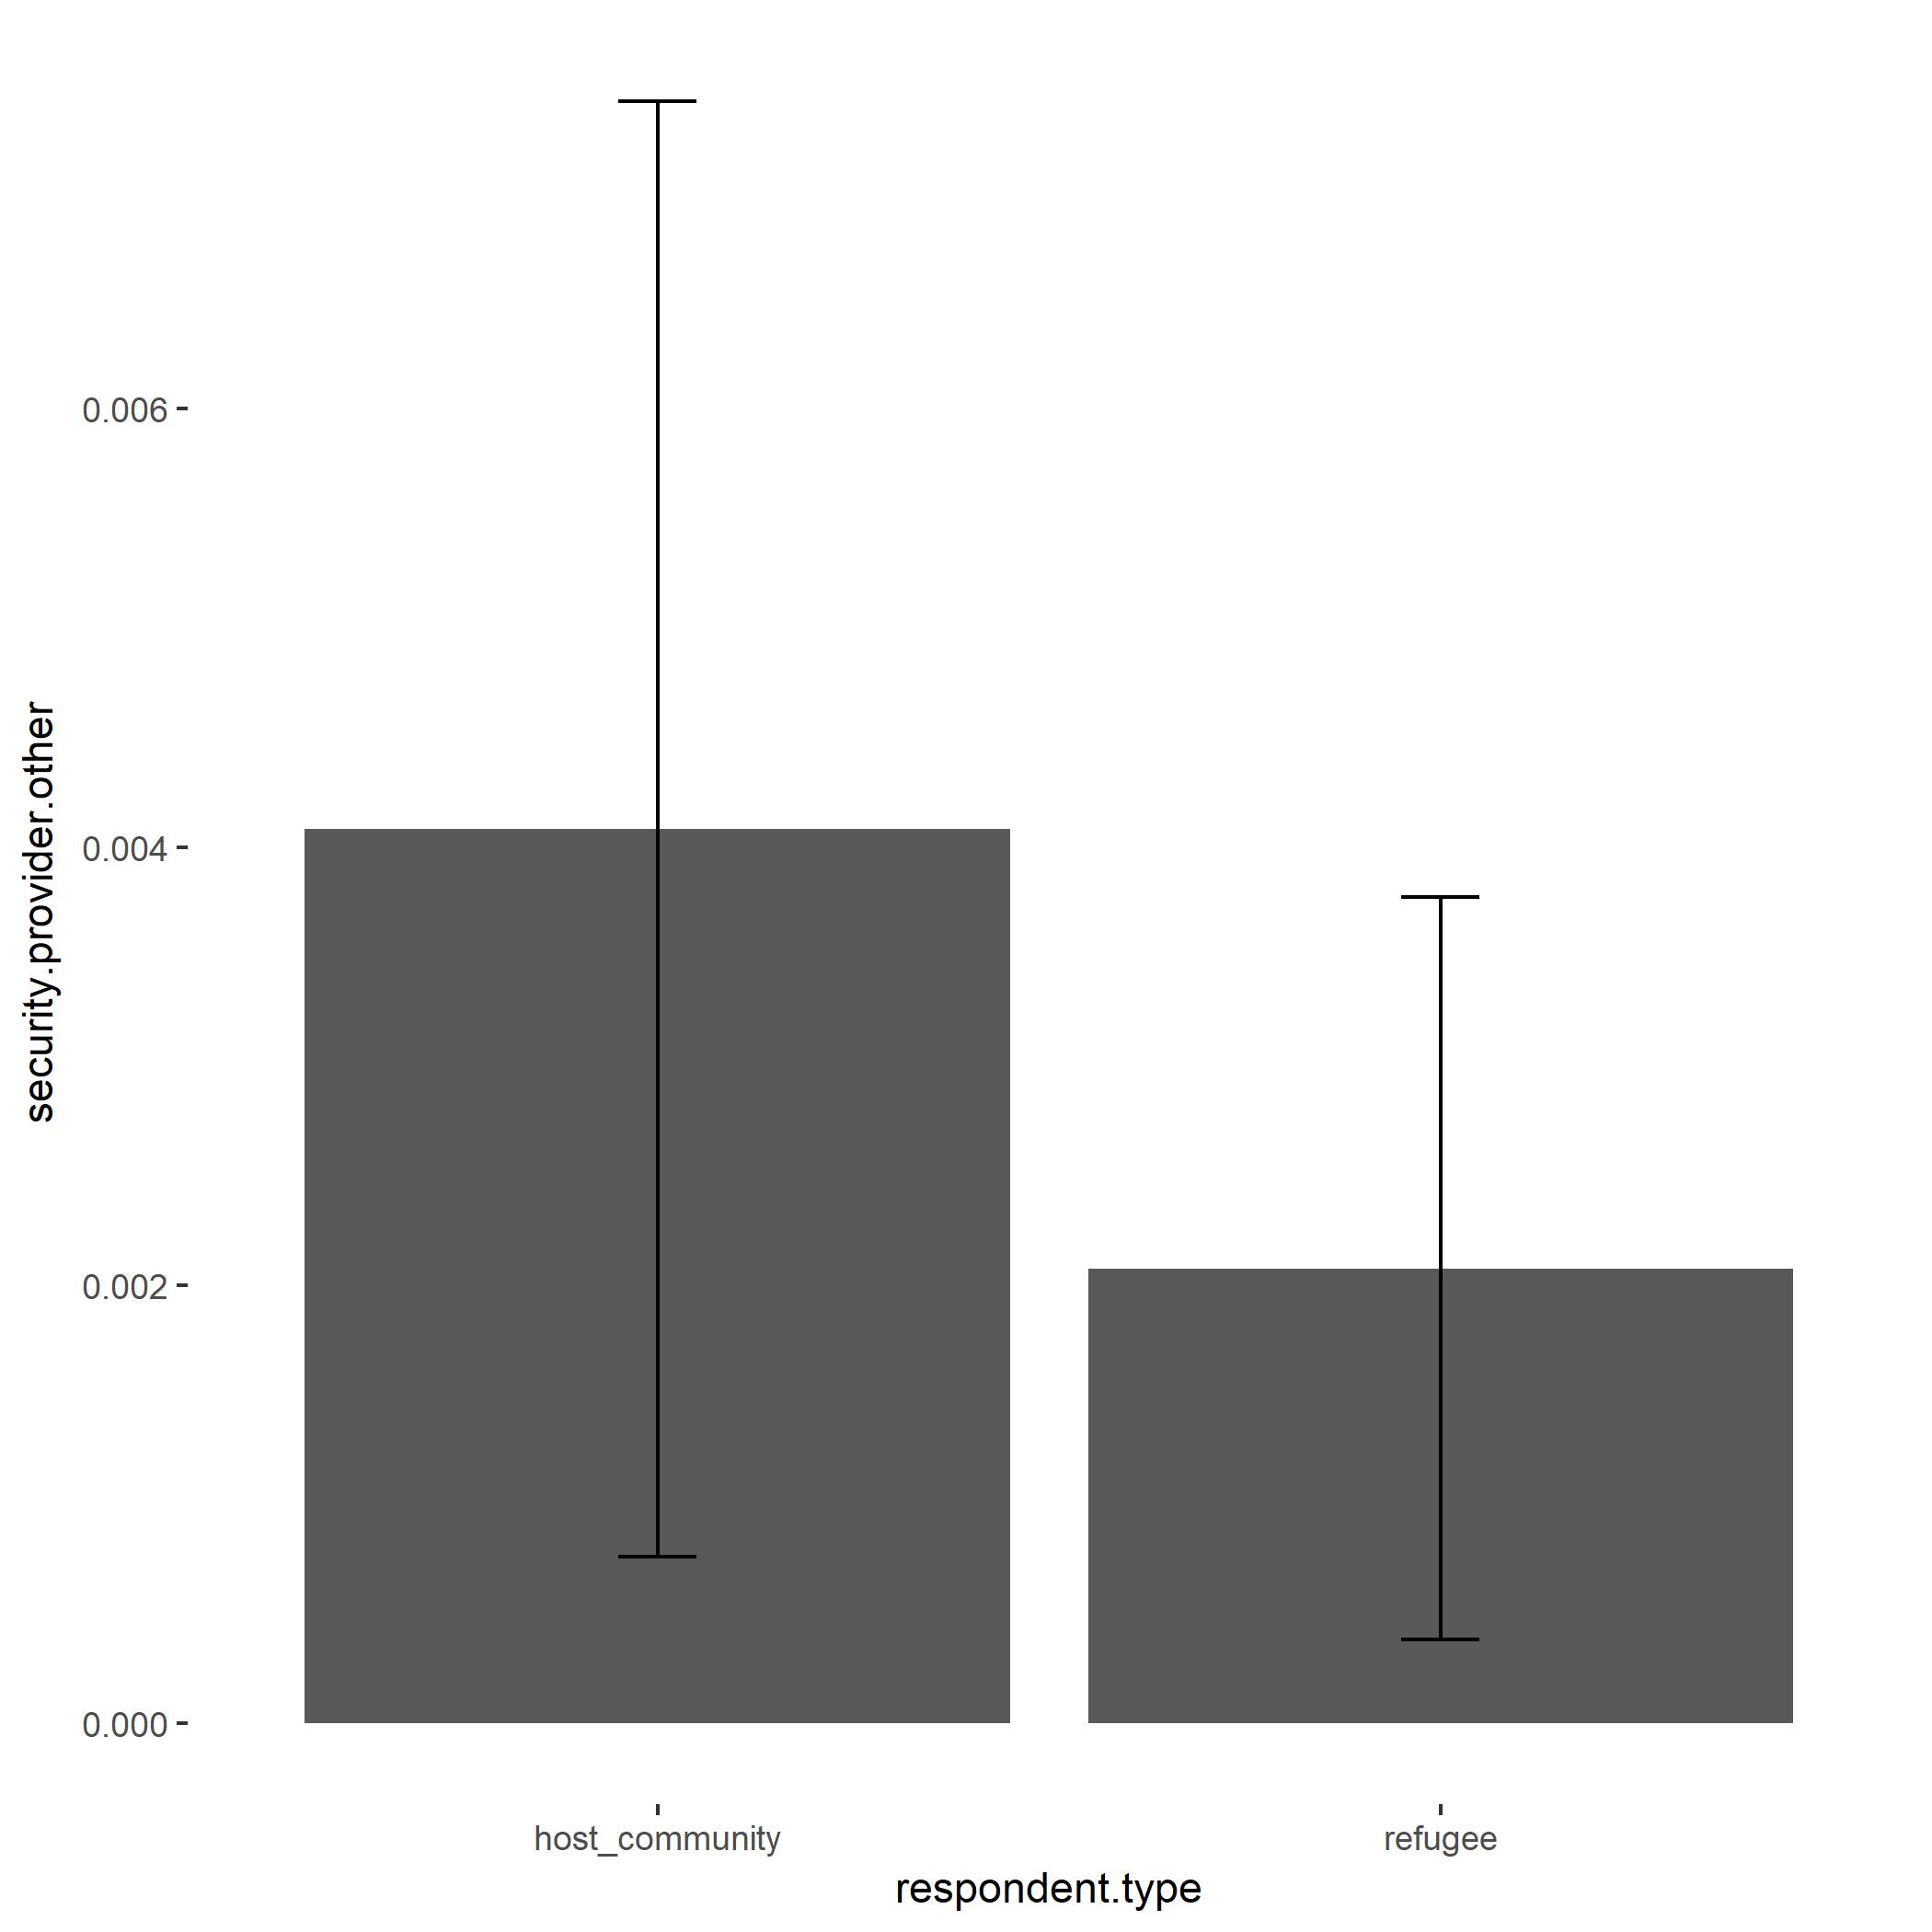 security.provider.other
0.006
0.004
0.002
0.000
host_community
refugee
respondent.type